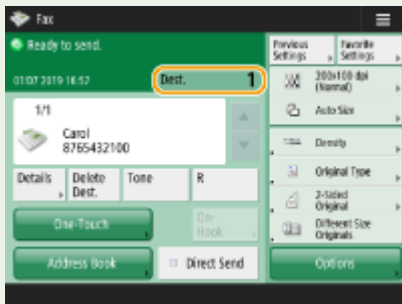 Fax
Ready to send.
01/07 2019 16:52
Dest. 1
1/1
Carol
8765432100
Details
Delete Dest.
Tone
R
One-Touch
On-Hook
Address Book
Direct Send
Previous Settings
Favorite Settings
200x100 dpi (Normal)
Auto Size
Density
Original Type
2-Sided Original
Different Size Originals
Options